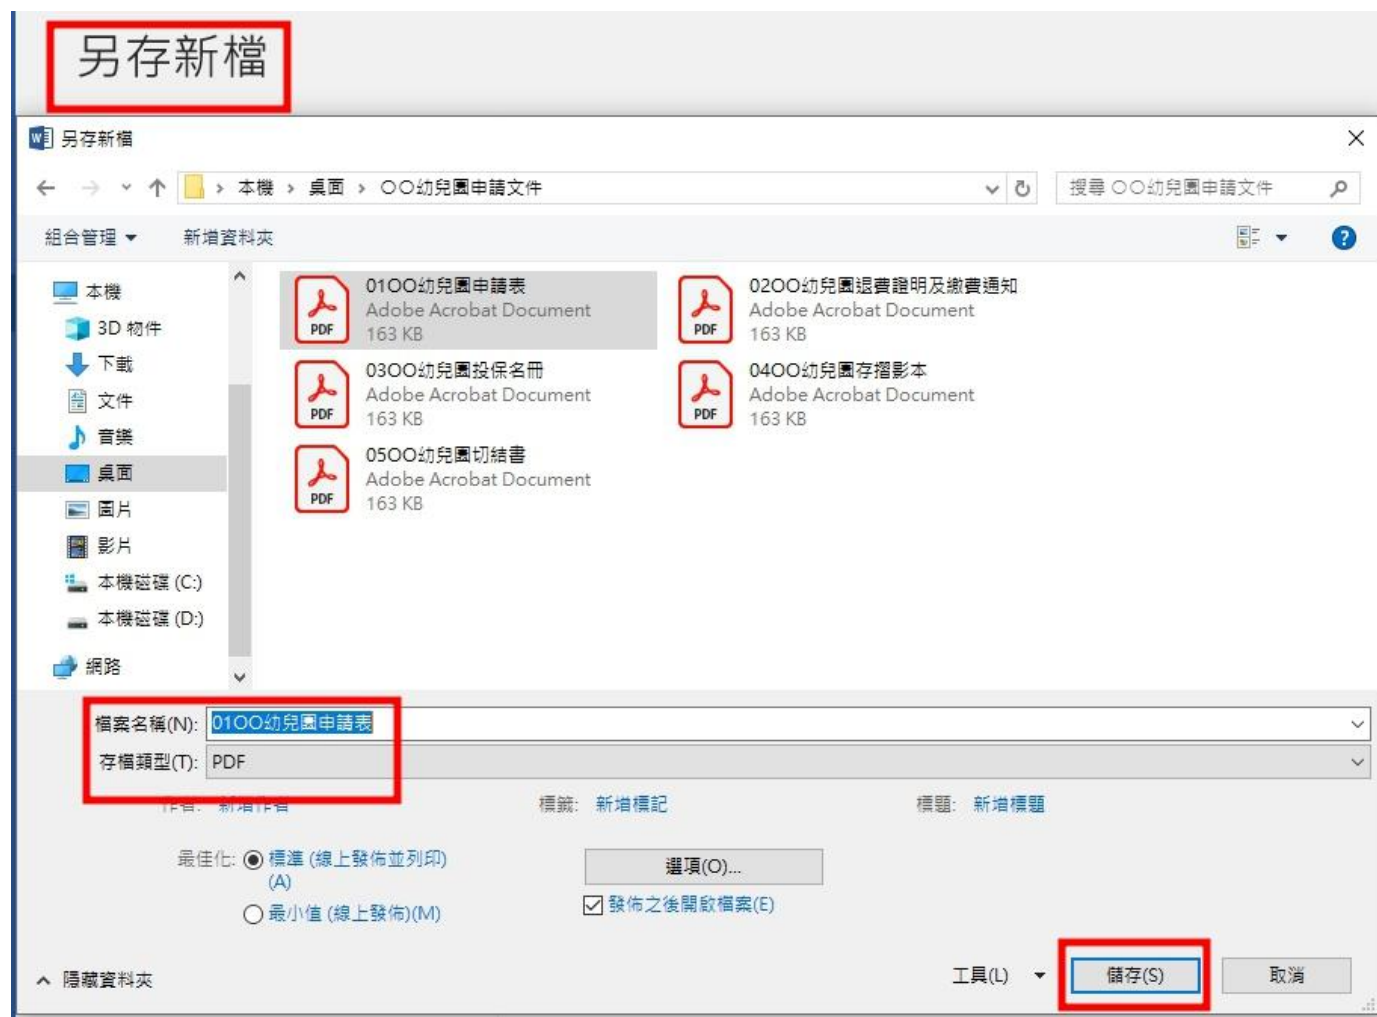 另存新檔
另存新檔
本機 › 桌面 › OO幼兒園申請文件
搜尋 OO幼兒園申請文件
組合管理
新增資料夾
本機
3D 物件
下載
文件
音樂
桌面
圖片
影片
本機磁碟 (C:)
本機磁碟 (D:)
網路
01OO幼兒園申請表
Adobe Acrobat Document
163 KB
02OO幼兒園退費證明及繳費通知
Adobe Acrobat Document
163 KB
03OO幼兒園投保名冊
Adobe Acrobat Document
163 KB
04OO幼兒園存摺影本
Adobe Acrobat Document
163 KB
05OO幼兒園切結書
Adobe Acrobat Document
163 KB
檔案名稱(N): 01OO幼兒園申請表
存檔類型(T): PDF
作者: 新增作者
標籤: 新增標記
標題: 新增標題
最佳化: 標準 (線上發佈並列印)
(A)
最小值 (線上發佈)(M)
選項(O)...
發佈之後開啟檔案(E)
隱藏資料夾
工具(L)
儲存(S)
取消